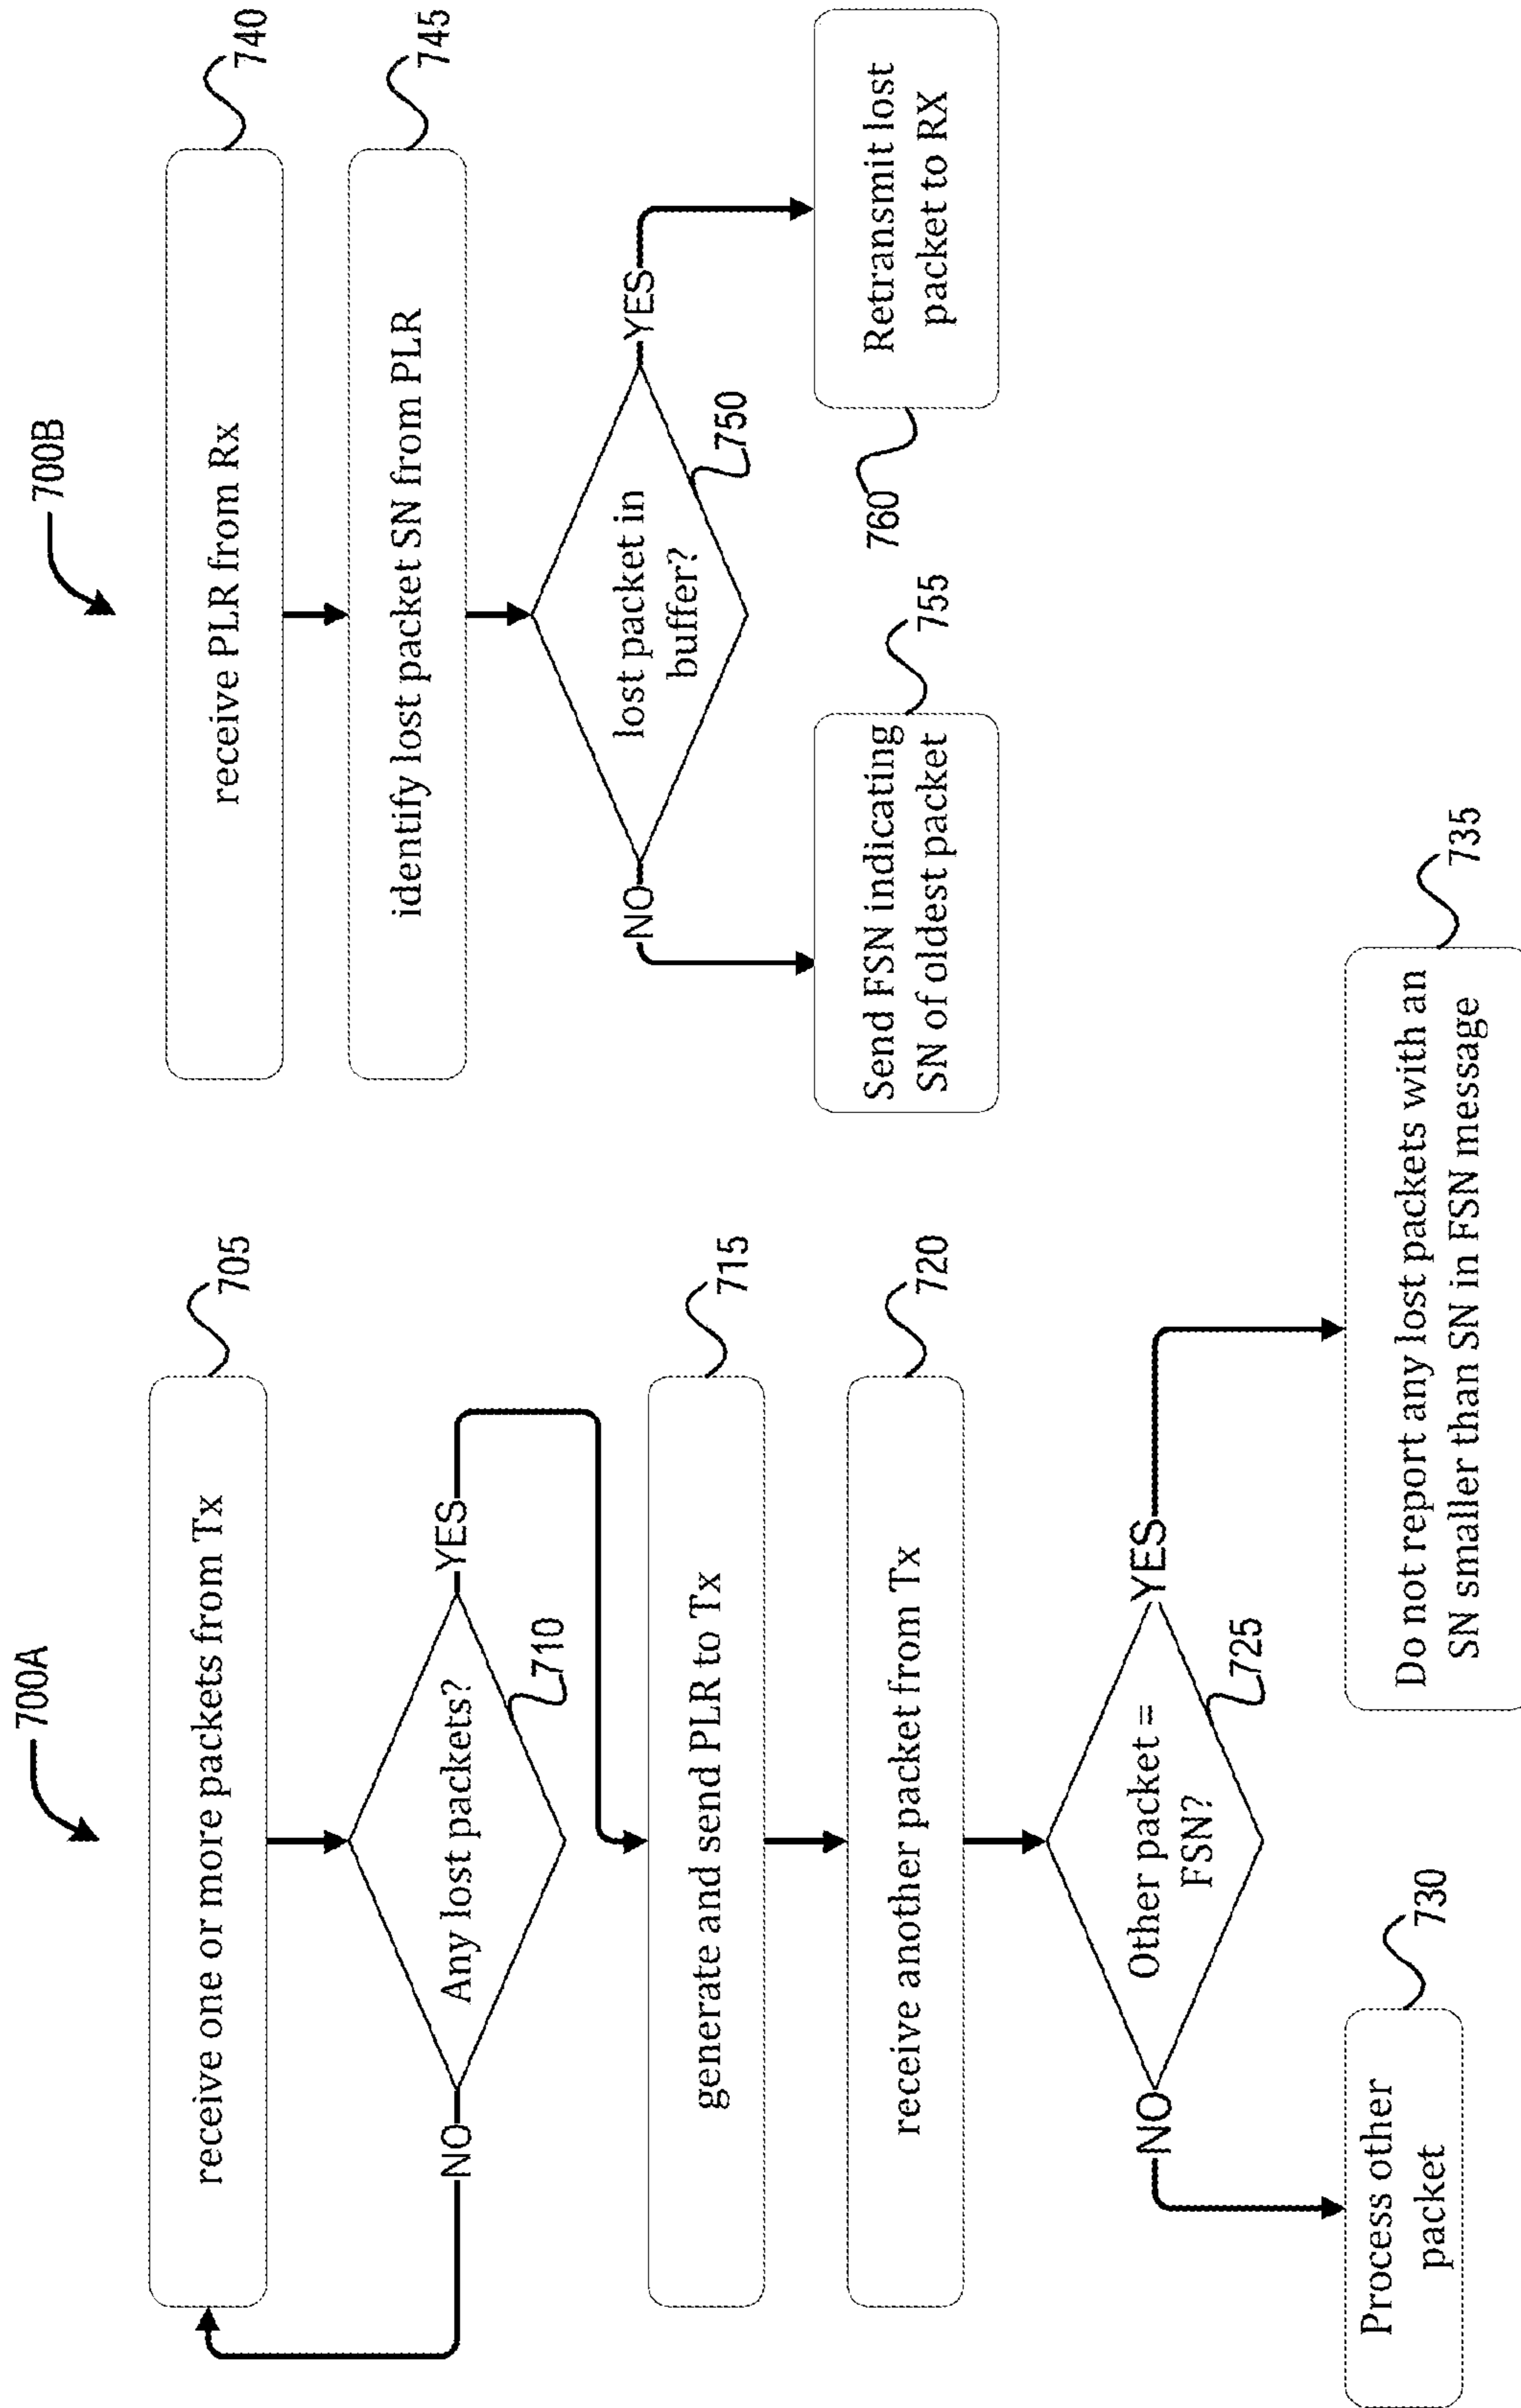 700A
receive one or more packets from Tx
705
Any lost packets?
710
NO
YES
generate and send PLR to Tx
715
receive another packet from Tx
720
Other packet =
FSN?
725
NO
YES
Process other
packet
730
Do not report any lost packets with an
SN smaller than SN in FSN message
735
700B
receive PLR from Rx
740
identify lost packet SN from PLR
745
lost packet in
buffer?
750
NO
YES
Send FSN indicating
SN of oldest packet
755
Retransmit lost
packet to RX
760